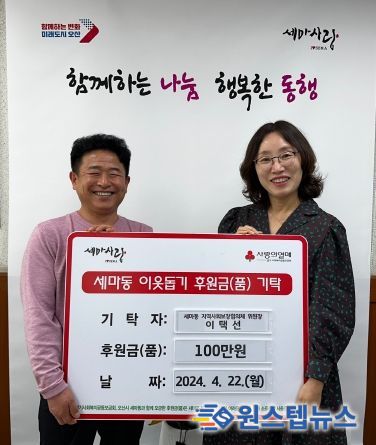 함께하는 변화
미래도시 오산
세마사랑
함께하는 나눔 행복한 동행
세마사랑
사랑의열매
세마동 이웃돕기 후원금(품) 기탁
기 탁 자: 세마동 지역사회보장협의체 위원장
이 택 선
후원금(품): 100만원
날 짜: 2024. 4. 22.(월)
원스텝뉴스